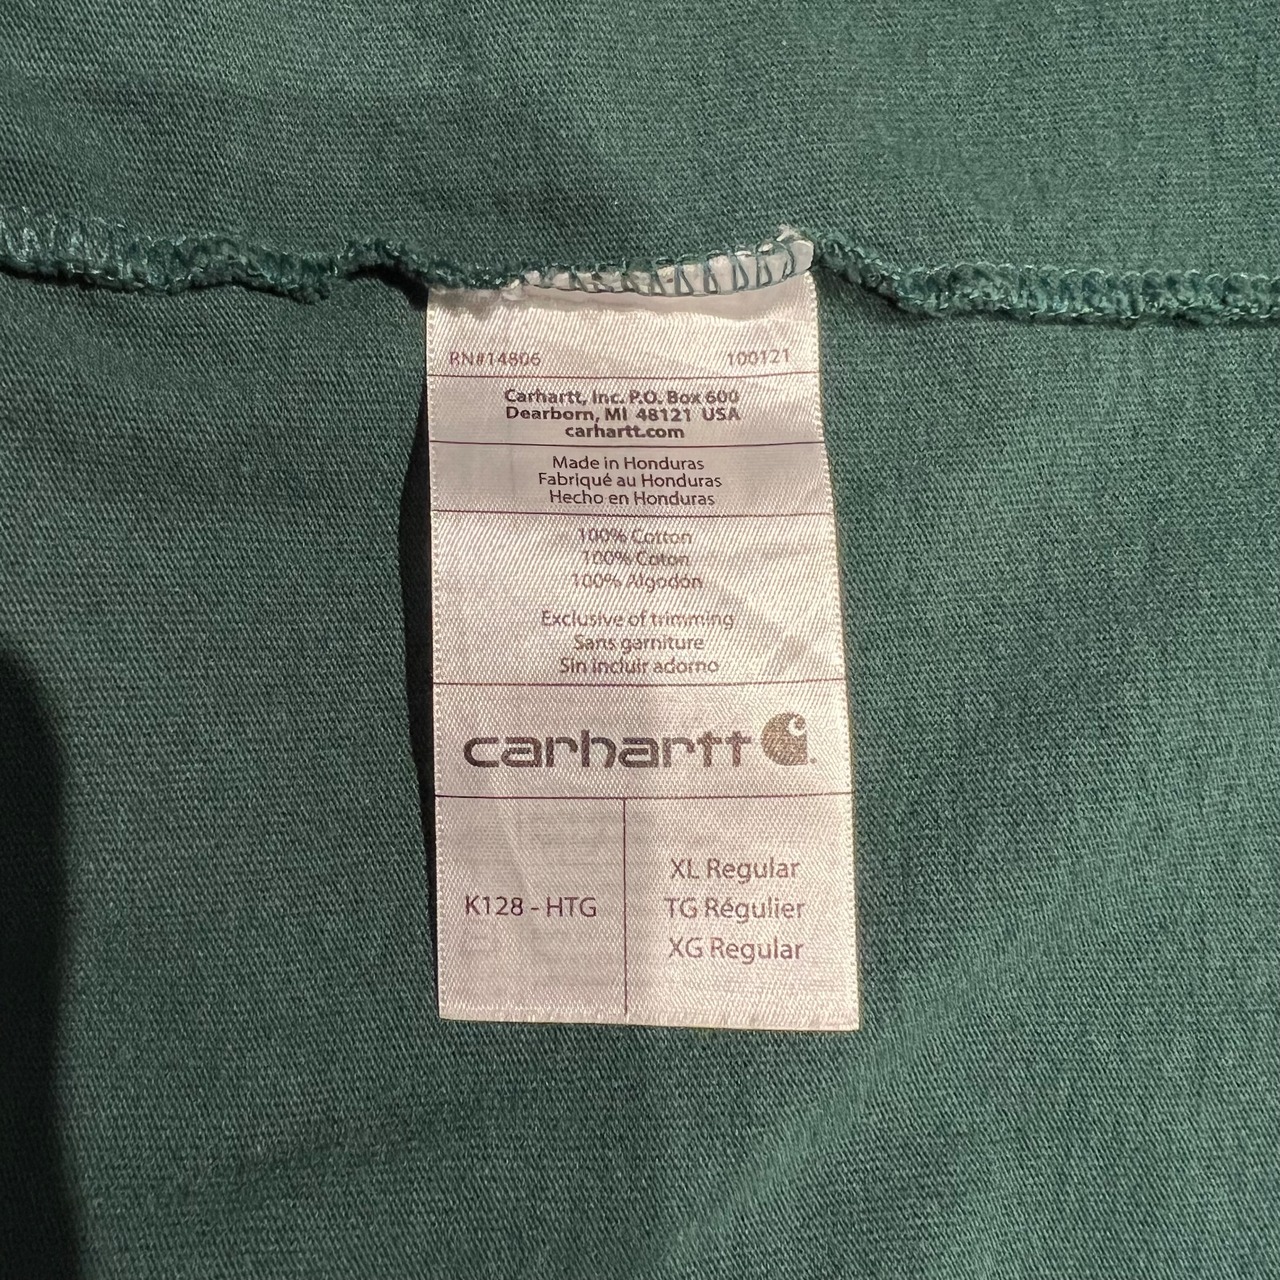 RN#14806 100121
Carhartt, Inc. P.O. Box 600
Dearborn, MI 48121 USA
carhartt.com
Made in Honduras
Fabriqué au Honduras
Hecho en Honduras
100% Cotton
100% Coton
100% Algodón
Exclusive of trimming
Sans garniture
Sin incluir adorno
carhartt
K128 - HTG
XL Regular
TG Régulier
XG Regular